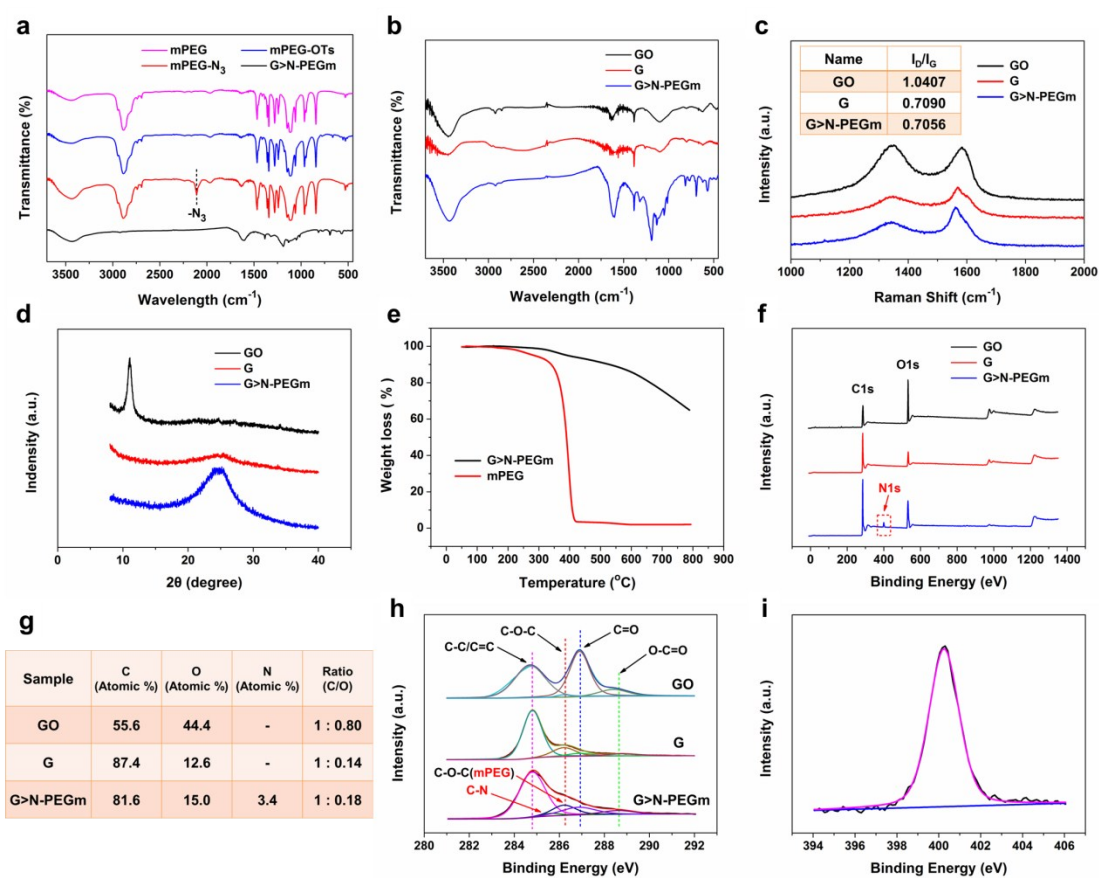 a
mPEG
mPEG-OTs
mPEG-N3
G>N-PEGm
Transmittance (%)
-N3
3500 3000 2500 2000 1500 1000 500
Wavelength (cm-1)
b
GO
G
G>N-PEGm
Transmittance (%)
3500 3000 2500 2000 1500 1000 500
Wavelength (cm-1)
c
Name ID/IG
GO 1.0407
G 0.7090
G>N-PEGm 0.7056
GO
G
G>N-PEGm
Intensity (a.u.)
1000 1200 1400 1600 1800 2000
Raman Shift (cm-1)
d
GO
G
G>N-PEGm
Indensity (a.u.)
0 10 20 30 40
2θ (degree)
e
100
80
60
40
20
0
Weight loss ( % )
G>N-PEGm
mPEG
0 100 200 300 400 500 600 700 800 900
Temperature (oC)
f
GO
G
G>N-PEGm
O1s
C1s
N1s
Intensity (a.u.)
0 200 400 600 800 1000 1200 1400
Binding Energy (eV)
g
Sample C (Atomic %) O (Atomic %) N (Atomic %) Ratio (C/O)
GO 55.6 44.4 - 1 : 0.80
G 87.4 12.6 - 1 : 0.14
G>N-PEGm 81.6 15.0 3.4 1 : 0.18
h
C-O-C
C=O
C-C/C=C
O-C=O
GO
G
C-O-C(mPEG)
C-N
G>N-PEGm
Intensity (a.u.)
280 282 284 286 288 290 292
Binding Energy (eV)
i
Intensity (a.u.)
394 396 398 400 402 404 406
Binding Energy (eV)